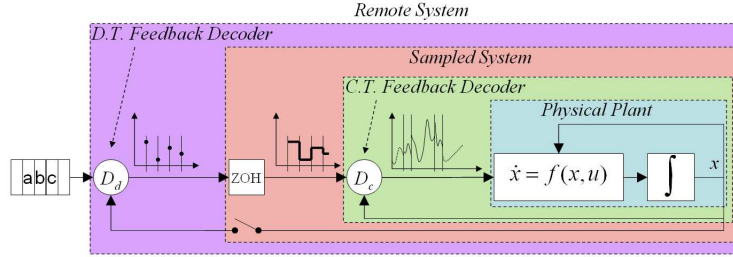 Remote System
D.T. Feedback Decoder
Sampled System
C.T. Feedback Decoder
Physical Plant
abc
D_d
ZOH
D_c
ẋ = f(x,u)
∫
x